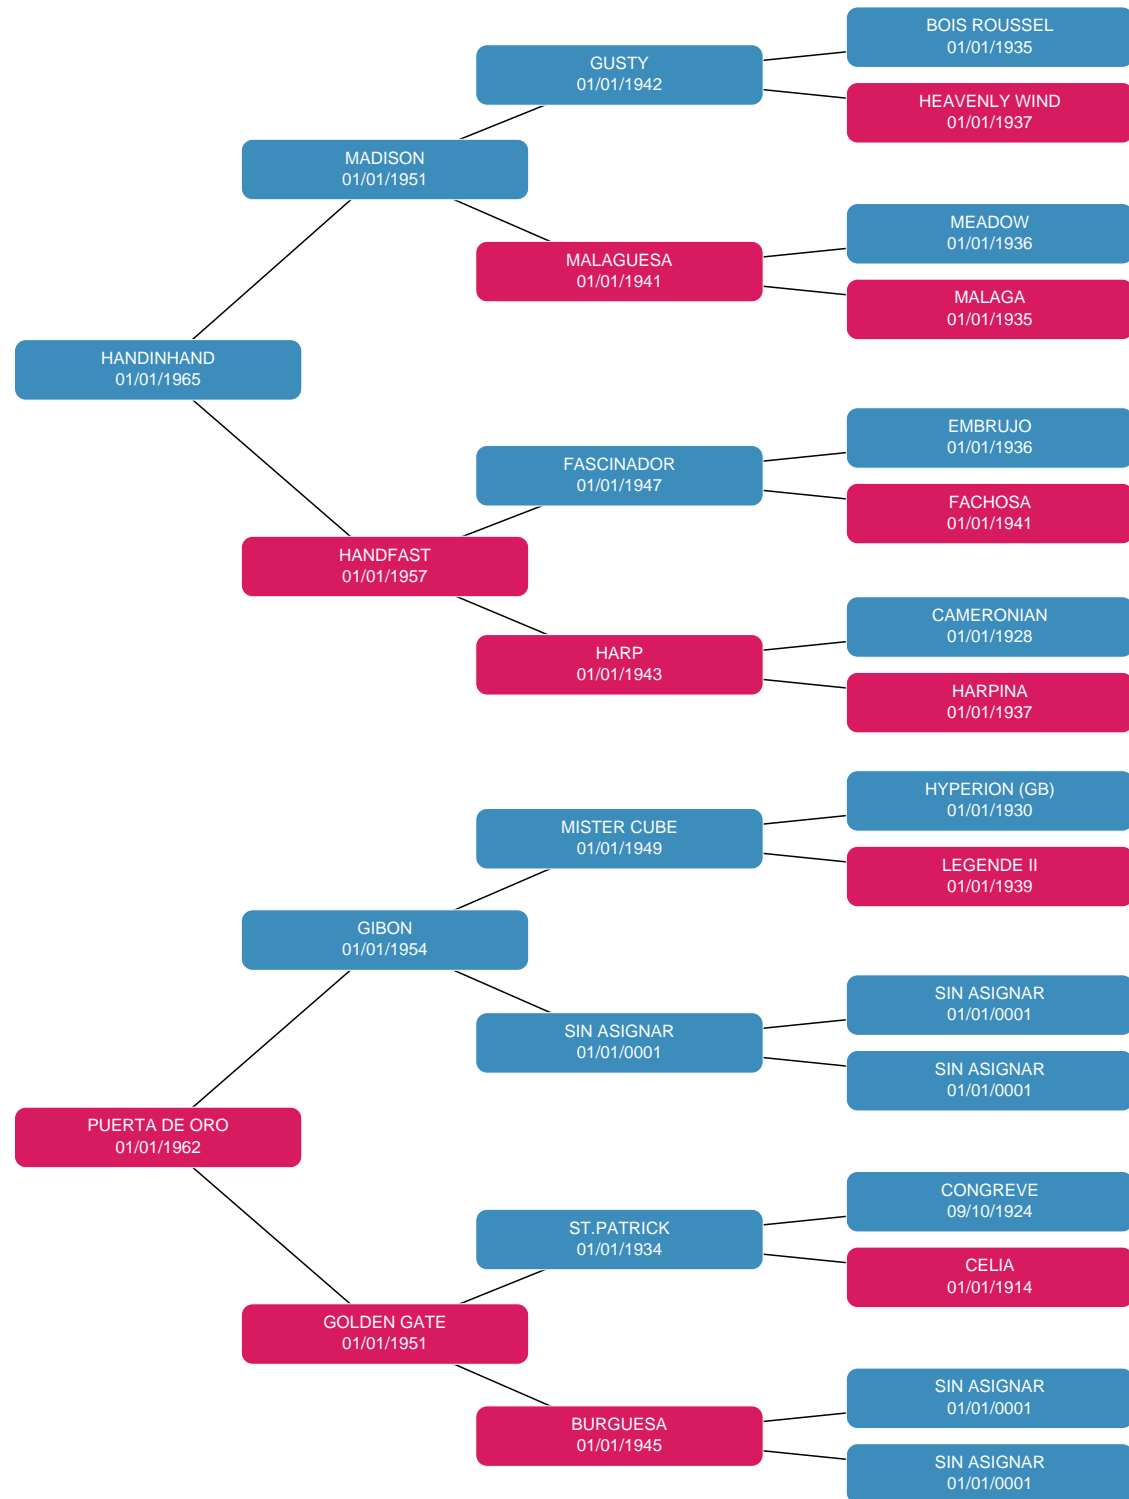 BOIS ROUSSEL
01/01/1935
GUSTY
01/01/1942
HEAVENLY WIND
01/01/1937
MADISON
01/01/1951
MEADOW
01/01/1936
MALAGUESA
01/01/1941
MALAGA
01/01/1935
HANDINHAND
01/01/1965
EMBRUJO
01/01/1936
FASCINADOR
01/01/1947
FACHOSA
01/01/1941
HANDFAST
01/01/1957
CAMERONIAN
01/01/1928
HARP
01/01/1943
HARPINA
01/01/1937
HYPERION (GB)
01/01/1930
MISTER CUBE
01/01/1949
LEGENDE II
01/01/1939
GIBON
01/01/1954
SIN ASIGNAR
01/01/0001
SIN ASIGNAR
01/01/0001
SIN ASIGNAR
01/01/0001
PUERTA DE ORO
01/01/1962
CONGREVE
09/10/1924
ST.PATRICK
01/01/1934
CELIA
01/01/1914
GOLDEN GATE
01/01/1951
SIN ASIGNAR
01/01/0001
BURGUESA
01/01/1945
SIN ASIGNAR
01/01/0001